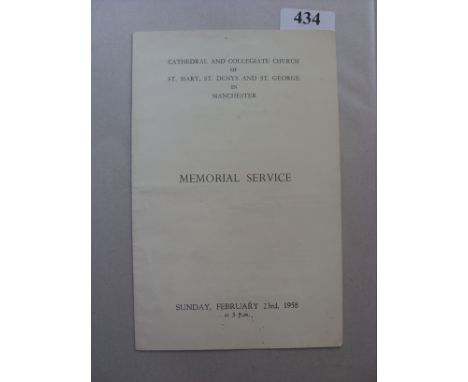 434
CATHEDRAL AND COLLEGIATE CHURCH
OF
ST. MARY, ST. DENYS AND ST. GEORGE
IN
MANCHESTER
MEMORIAL SERVICE
SUNDAY, FEBRUARY 23rd, 1958
at 3 p.m.